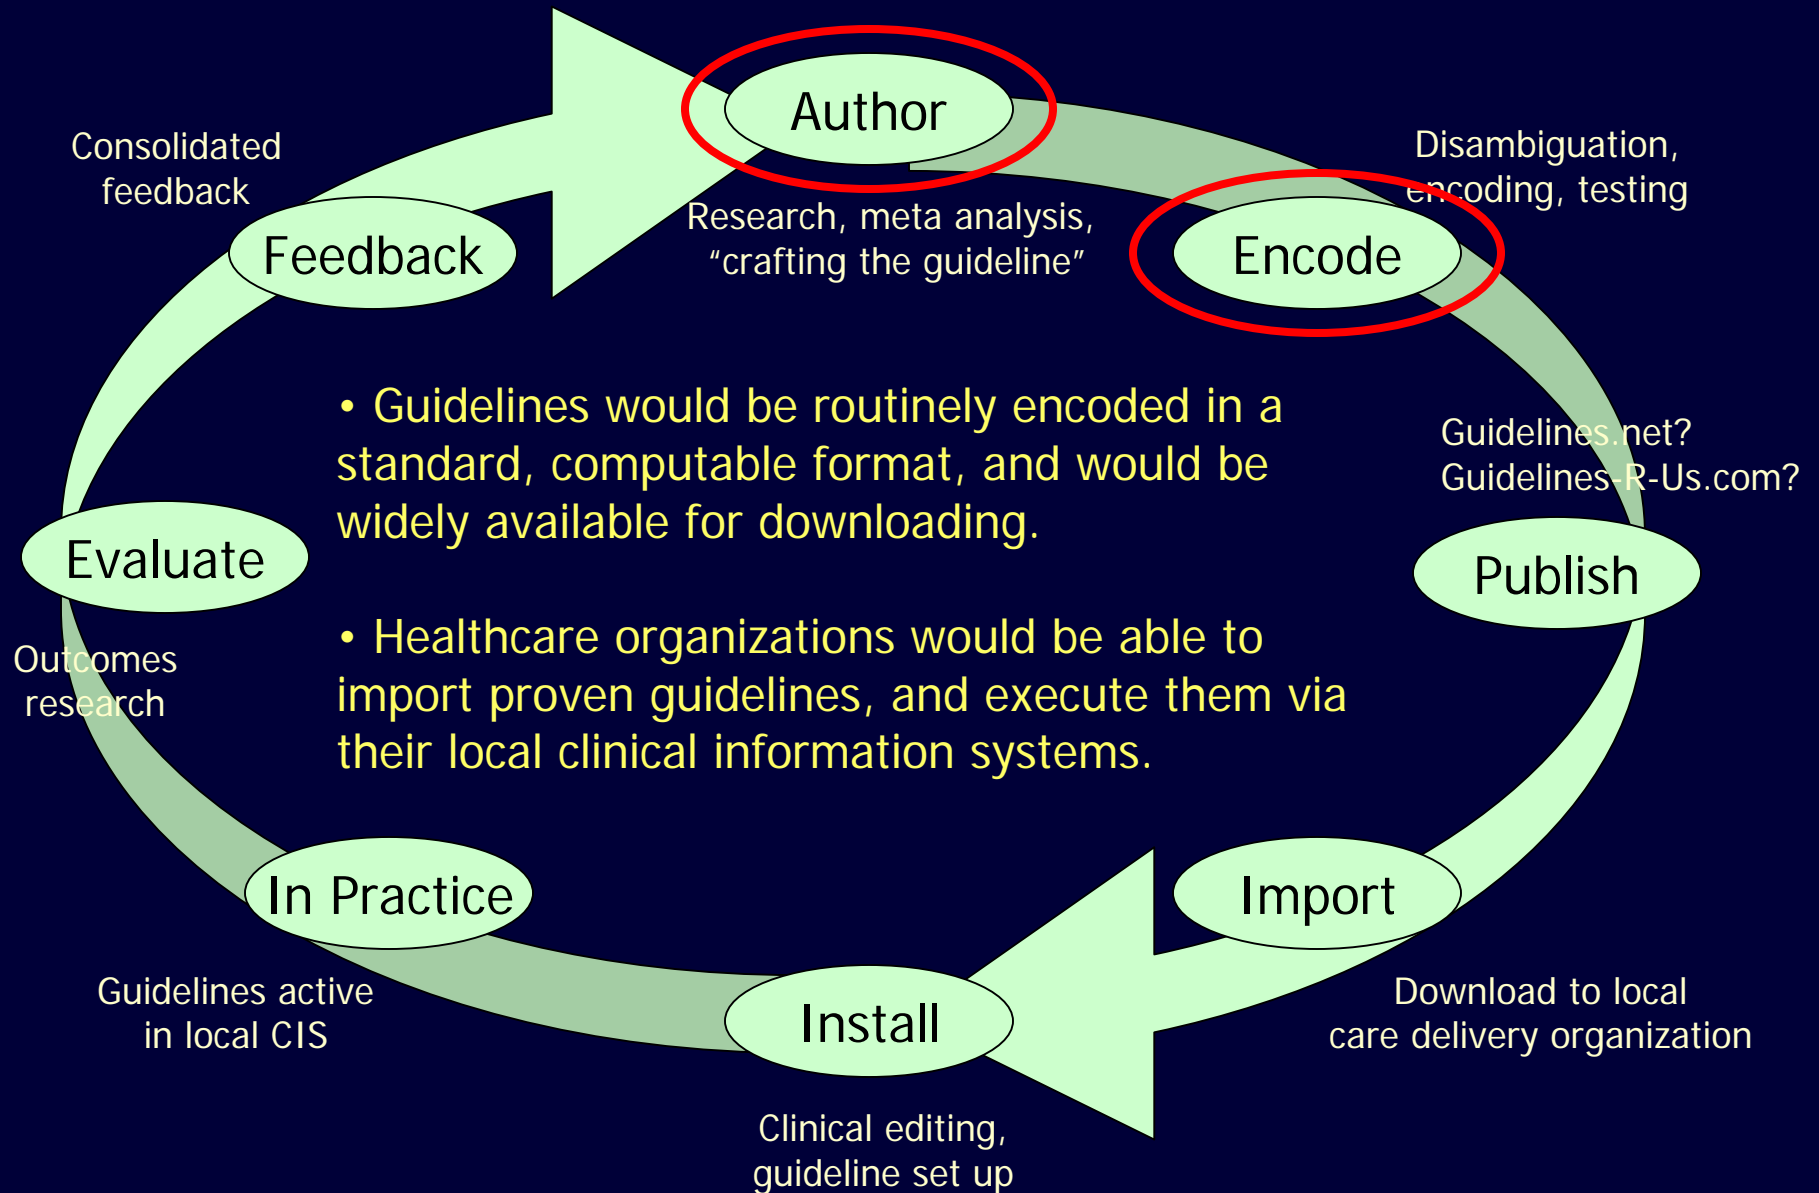 Author
Consolidated
feedback
Disambiguation,
encoding, testing
Feedback
Research, meta analysis,
“crafting the guideline”
Encode
• Guidelines would be routinely encoded in a
standard, computable format, and would be
widely available for downloading.
Guidelines.net?
Guidelines-R-Us.com?
Evaluate
Publish
• Healthcare organizations would be able to
import proven guidelines, and execute them via
their local clinical information systems.
Outcomes
research
In Practice
Import
Guidelines active
in local CIS
Install
Download to local
care delivery organization
Clinical editing,
guideline set up